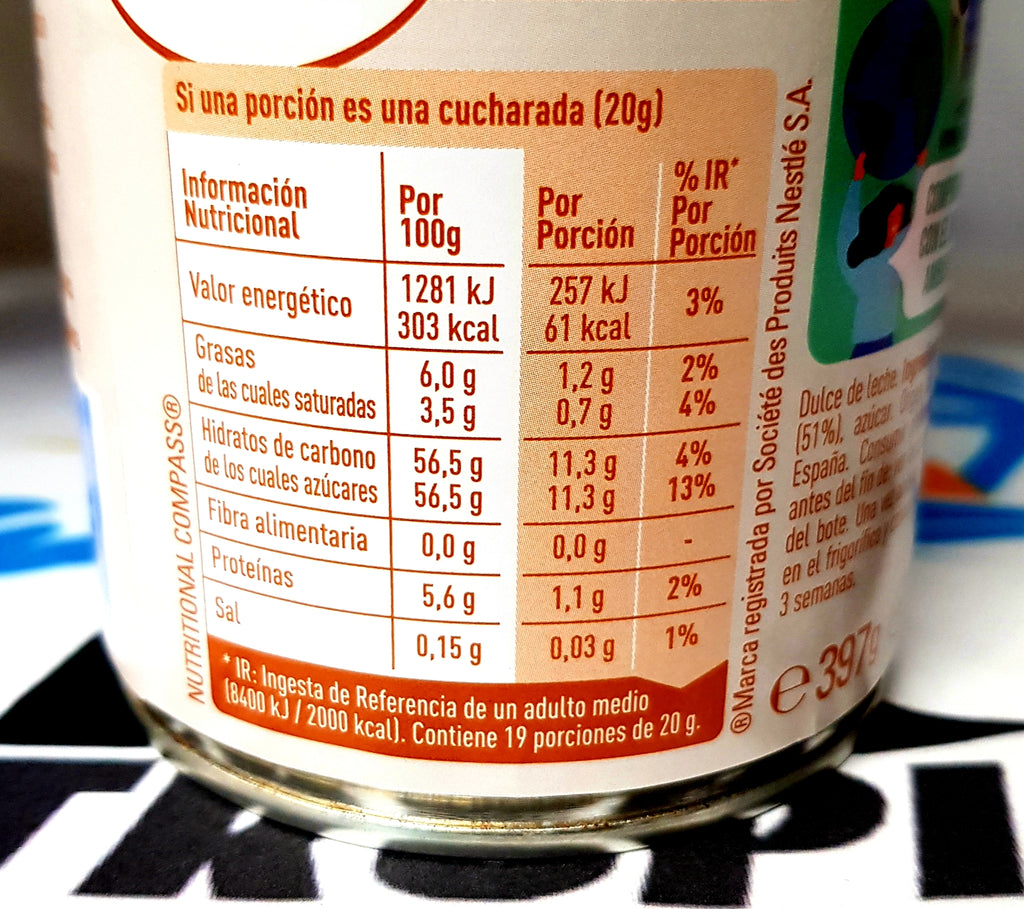 Si una porción es una cucharada (20g)
Información
Nutricional
Por
100g
Por
Porción
% IR*
Por
Porción
Valor energético
1281 kJ
303 kcal
257 kJ
61 kcal
3%
Grasas
6,0 g
1,2 g
2%
de las cuales saturadas
3,5 g
0,7 g
4%
Hidratos de carbono
56,5 g
11,3 g
4%
de los cuales azúcares
56,5 g
11,3 g
13%
Fibra alimentaria
0,0 g
0,0 g
-
Proteínas
5,6 g
1,1 g
2%
Sal
0,15 g
0,03 g
1%
* IR: Ingesta de Referencia de un adulto medio
(8400 kJ / 2000 kcal). Contiene 19 porciones de 20 g.
NUTRITIONAL COMPASS®
®Marca registrada por Société des Produits Nestlé S.A.
Dulce de leche.
(51%), azúcar.
España.
antes del fin de
del bote. Una
en el frigorífico
3 semanas.
e 397g